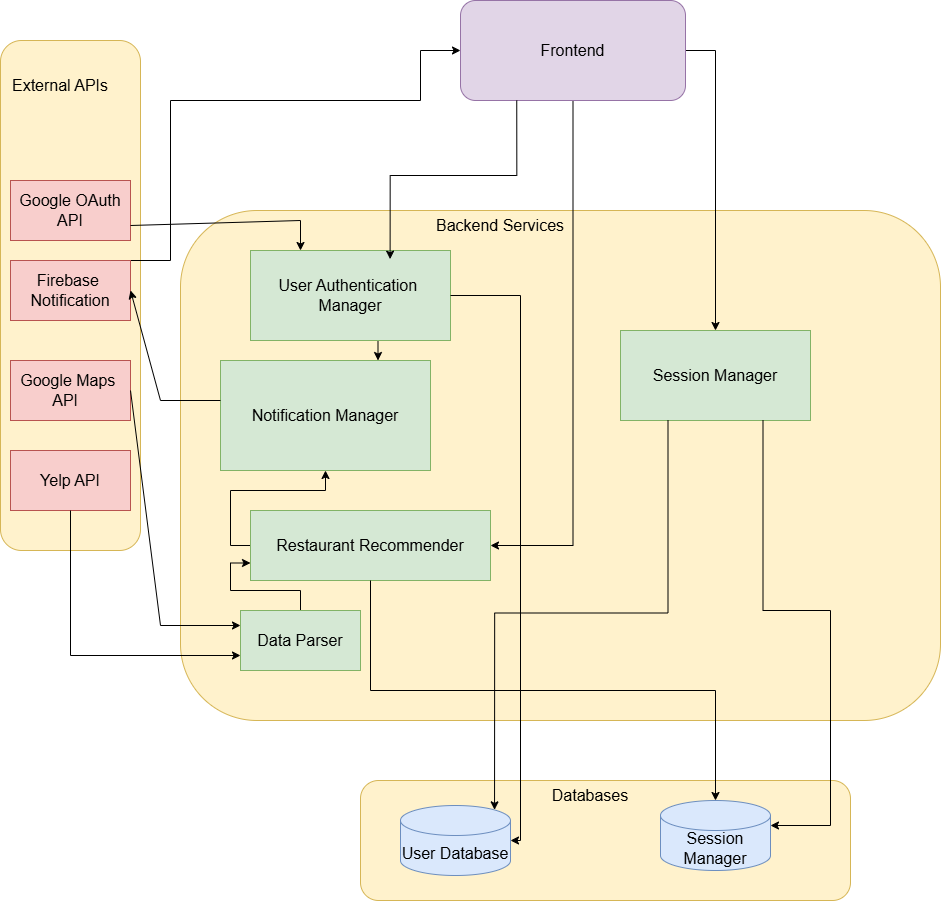 Frontend
External APIs
Google OAuth
API
Backend Services
Firebase
Notification
User Authentication
Manager
Google Maps
API
Session Manager
Notification Manager
Yelp API
Restaurant Recommender
Data Parser
Databases
User Database
Session
Manager